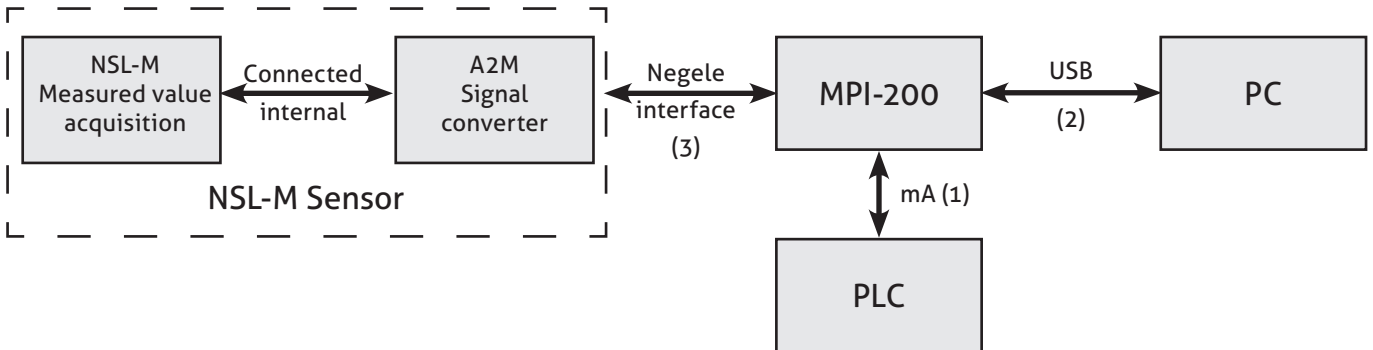 NSL-M
Measured value
acquisition
Connected
internal
A2M
Signal
converter
NSL-M Sensor
Negele
interface
(3)
MPI-200
USB
(2)
PC
mA (1)
PLC